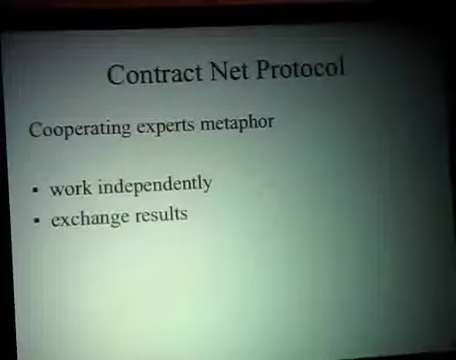 Contract Net Protocol
Cooperating experts metaphor
• work independently
• exchange results